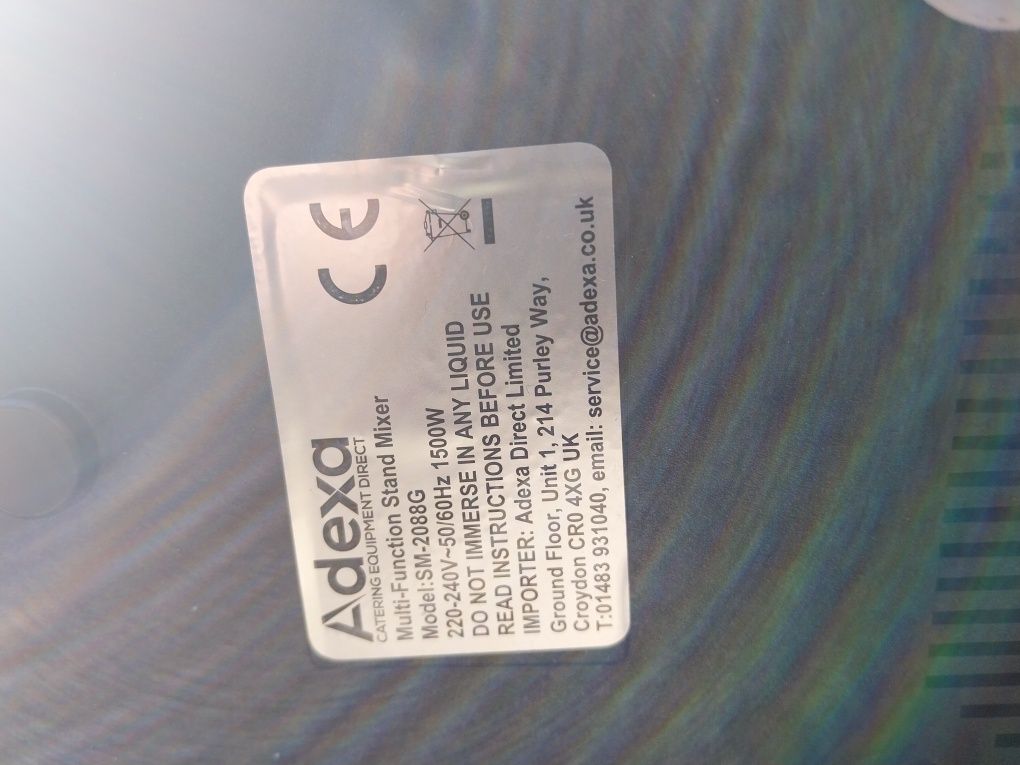 Adexa
CATERING EQUIPMENT DIRECT
Multi-Function Stand Mixer
Model:SM-2088G
220-240V~50/60Hz 1500W
DO NOT IMMERSE IN ANY LIQUID
READ INSTRUCTIONS BEFORE USE
IMPORTER: Adexa Direct Limited
Ground Floor, Unit 1, 214 Purley Way,
Croydon CR0 4XG UK
T:01483 931040, email: service@adexa.co.uk
CE